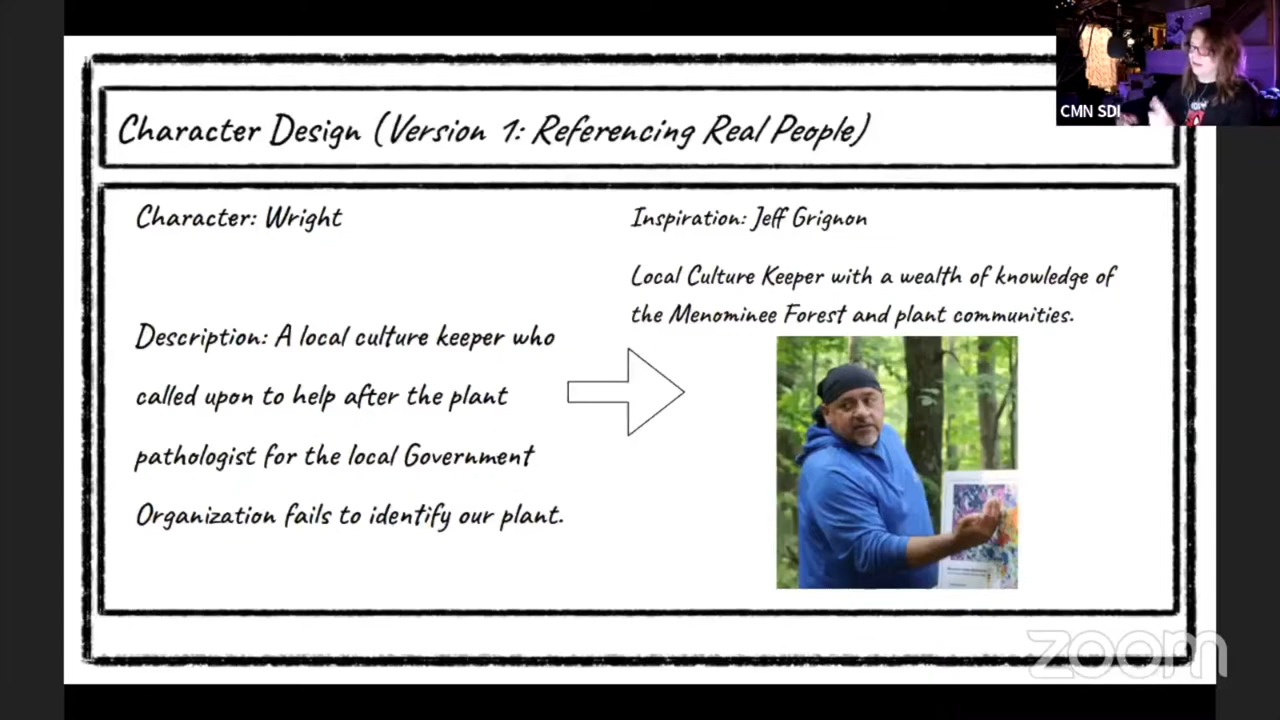 Character Design (Version 1: Referencing Real People)
CMN SDI
Character: Wright
Description: A local culture keeper who
called upon to help after the plant
pathologist for the local Government
Organization fails to identify our plant.
Inspiration: Jeff Grignon
Local Culture Keeper with a wealth of knowledge of
the Menominee Forest and plant communities.
zoom